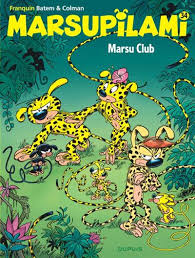 Franquin Batem & Colman
MARSUPILAMI
34
Marsu Club
DUPUIS